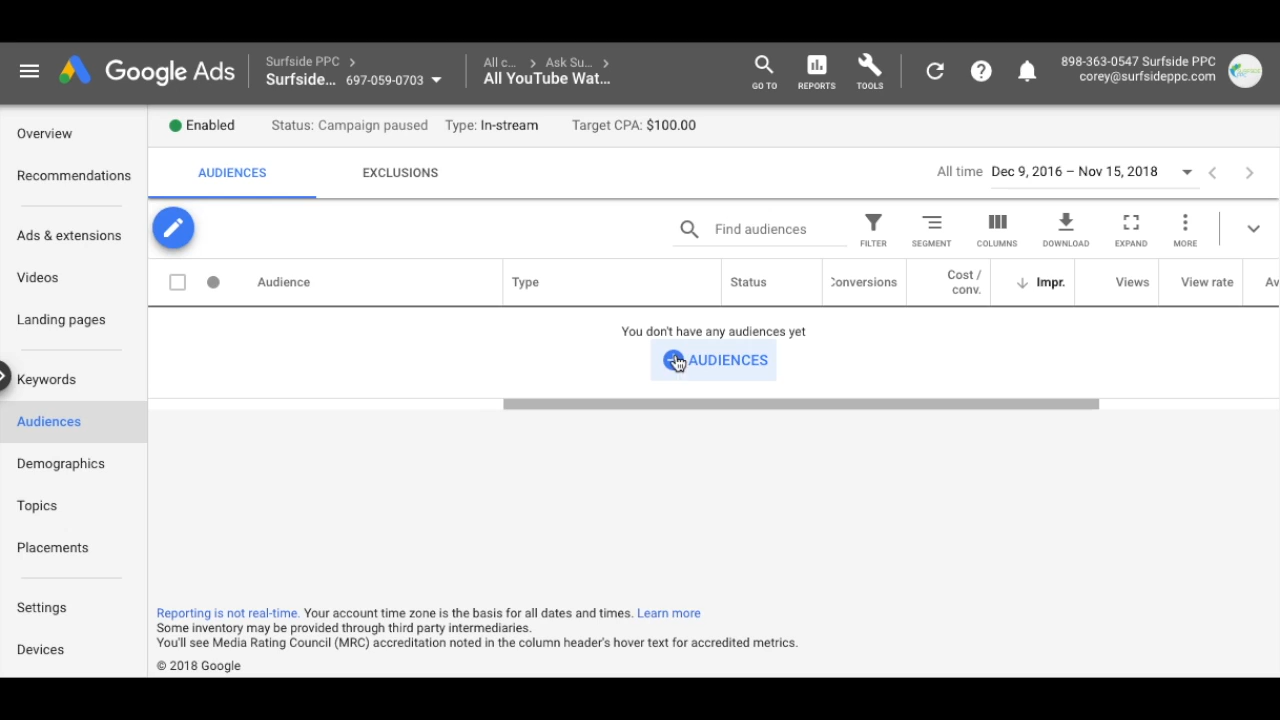 Google Ads
Surfside PPC >
Surfside... 697-059-0703
All c... > Ask Su... >
All YouTube Wat...
GO TO
REPORTS
TOOLS
898-363-0547 Surfside PPC
corey@surfsideppc.com
Overview
Recommendations
Ads & extensions
Videos
Landing pages
Keywords
Audiences
Demographics
Topics
Placements
Settings
Devices
Enabled Status: Campaign paused Type: In-stream Target CPA: $100.00
AUDIENCES EXCLUSIONS
All time Dec 9, 2016 – Nov 15, 2018
Find audiences
FILTER
SEGMENT
COLUMNS
DOWNLOAD
EXPAND
MORE
Audience Type Status Conversions Cost / conv. Impr. Views View rate Av
You don't have any audiences yet
AUDIENCES
Reporting is not real-time. Your account time zone is the basis for all dates and times. Learn more
Some inventory may be provided through third party intermediaries.
You'll see Media Rating Council (MRC) accreditation noted in the column header's hover text for accredited metrics.
© 2018 Google